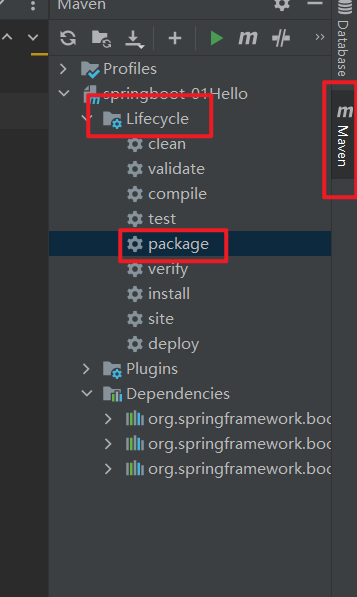 Maven
Profiles
springboot-01Hello
Lifecycle
clean
validate
compile
test
package
verify
install
site
deploy
Plugins
Dependencies
org.springframework.boo
org.springframework.boo
org.springframework.boo
Database
m Maven